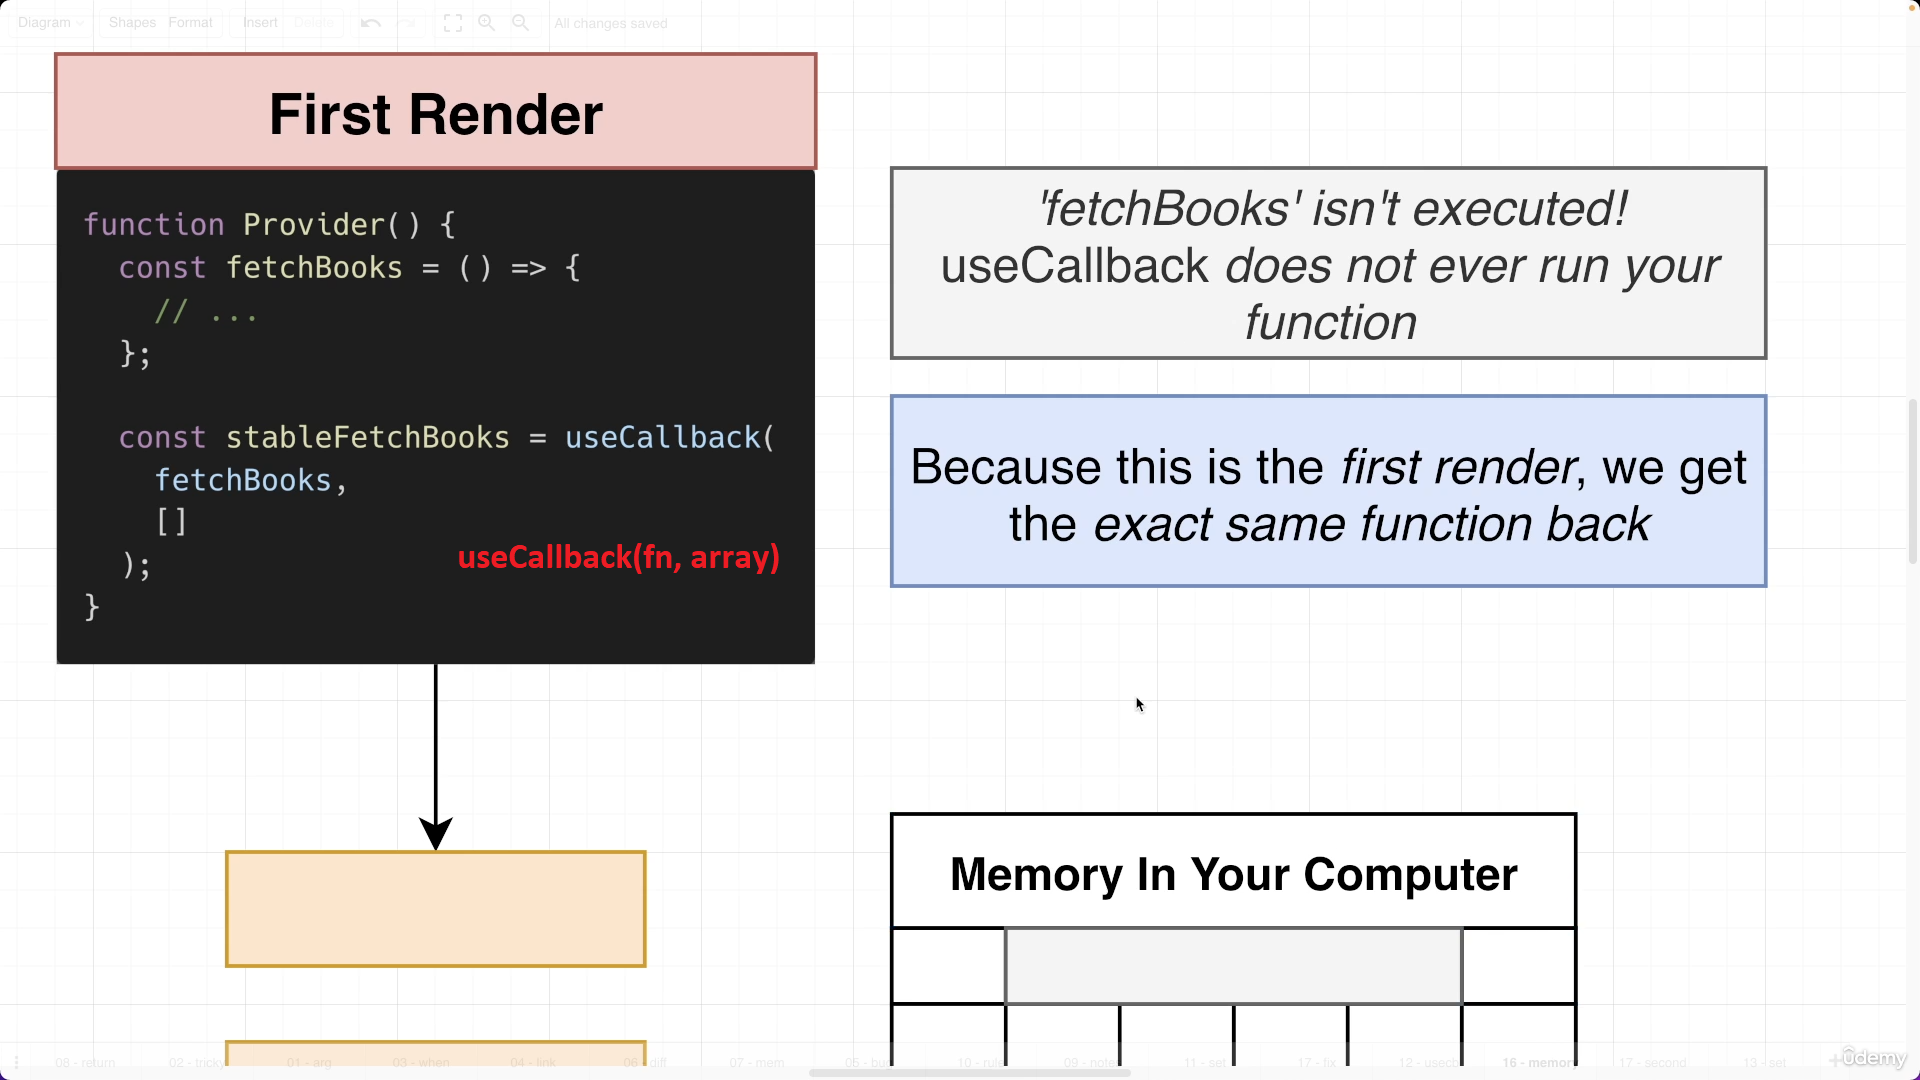 Diagram Shapes Format Insert Delete All changes saved
First Render
function Provider() {
const fetchBooks = () => {
// ...
};
const stableFetchBooks = useCallback(
fetchBooks,
[]
);
useCallback(fn, array)
}
'fetchBooks' isn't executed!
useCallback does not ever run your
function
Because this is the first render, we get
the exact same function back
Memory In Your Computer
08 - return 02 - tricky 01 - arg 03 - when 04 - link 06 diff 07 - mem 05 - bu 10 - rul 09 - note 11 - set 17 - fix 12 - usecb 16 - memory 17 - second 13 - set
ûdemy